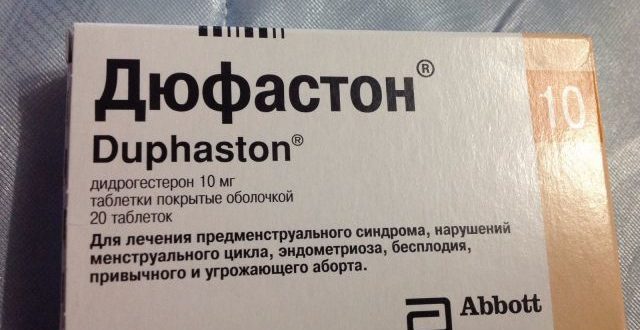 Дюфастон®
10
Duphaston®
дидрогестерон 10 мг
таблетки покрытые оболочкой
20 таблеток
Для лечения предменструального синдрома, нарушений
менструального цикла, эндометриоза, бесплодия,
привычного и угрожающего аборта.
Abbott